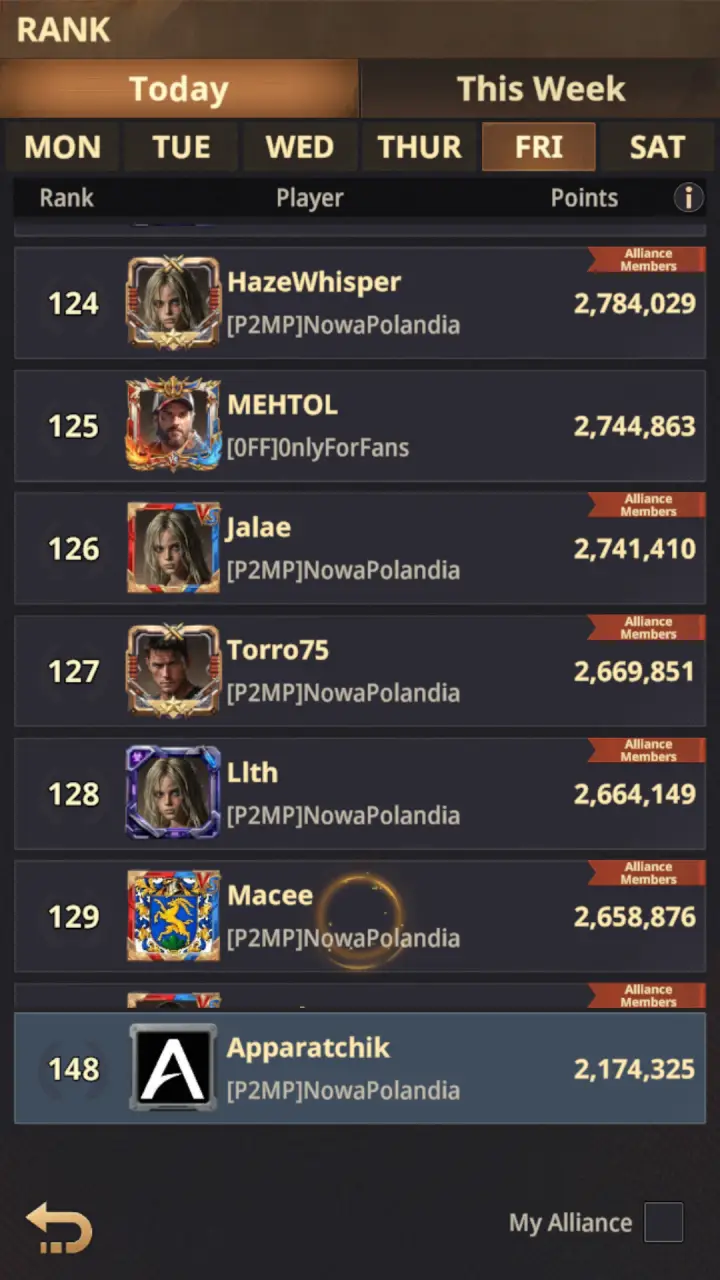 RANK
Today
This Week
MON TUE WED THUR FRI SAT
Rank Player Points i
Alliance
Members
124 HazeWhisper 2,784,029
[P2MP]NowaPolandia
125 MEHTOL 2,744,863
[0FF]0nlyForFans
Alliance
Members
126 Jalae 2,741,410
[P2MP]NowaPolandia
Alliance
Members
127 Torro75 2,669,851
[P2MP]NowaPolandia
Alliance
Members
128 Llth 2,664,149
[P2MP]NowaPolandia
Alliance
Members
129 Macee 2,658,876
[P2MP]NowaPolandia
Alliance
Members
148 Apparatchik 2,174,325
[P2MP]NowaPolandia
My Alliance